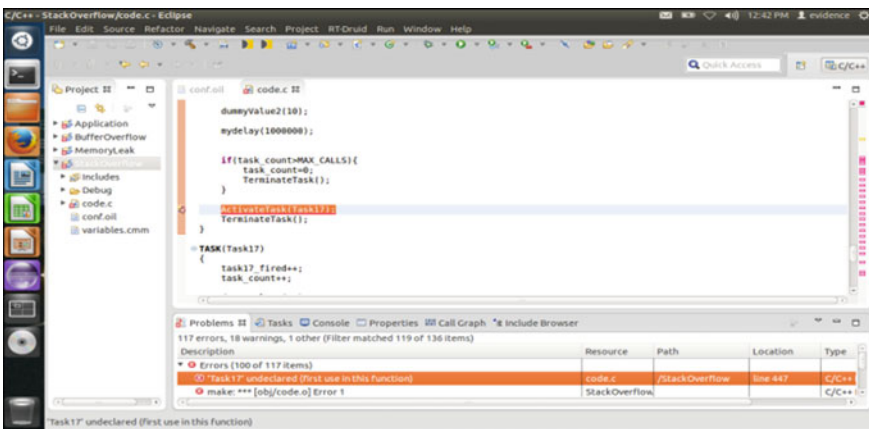 C/C++ - StackOverflow/code.c - Eclipse
12:42 PM evidence
File Edit Source Refactor Navigate Search Project RT-Druid Run Window Help
Quick Access C/C++
Project
conf.oil code.c
Application
BufferOverflow
MemoryLeak
StackOverflow
Includes
Debug
code.c
conf.oil
variables.cmm
dummyValue2(10);
mydelay(1000000);
if(task_count>MAX_CALLS){
task_count=0;
TerminateTask();
}
ActivateTask(Task17);
TerminateTask();
}
TASK(Task17)
{
task17_fired++;
task_count++;
Problems Tasks Console Properties Call Graph Include Browser
117 errors, 18 warnings, 1 other (Filter matched 119 of 136 items)
Description Resource Path Location Type
Errors (100 of 117 items)
'Task17' undeclared (first use in this function) code.c /StackOverflow line 447 C/C++
make: *** [obj/code.o] Error 1 StackOverflow C/C++
'Task17' undeclared (first use in this function)